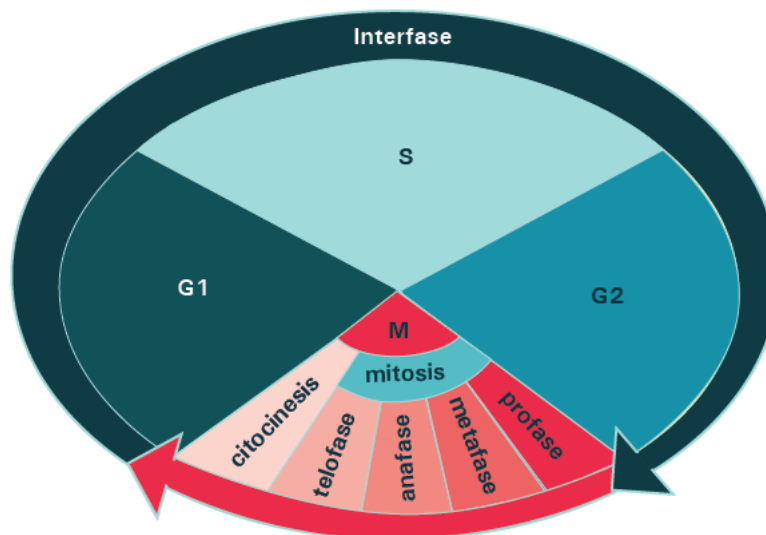 Interfase
S
G1
G2
M
mitosis
citocinesis
telofase
anafase
metafase
profase